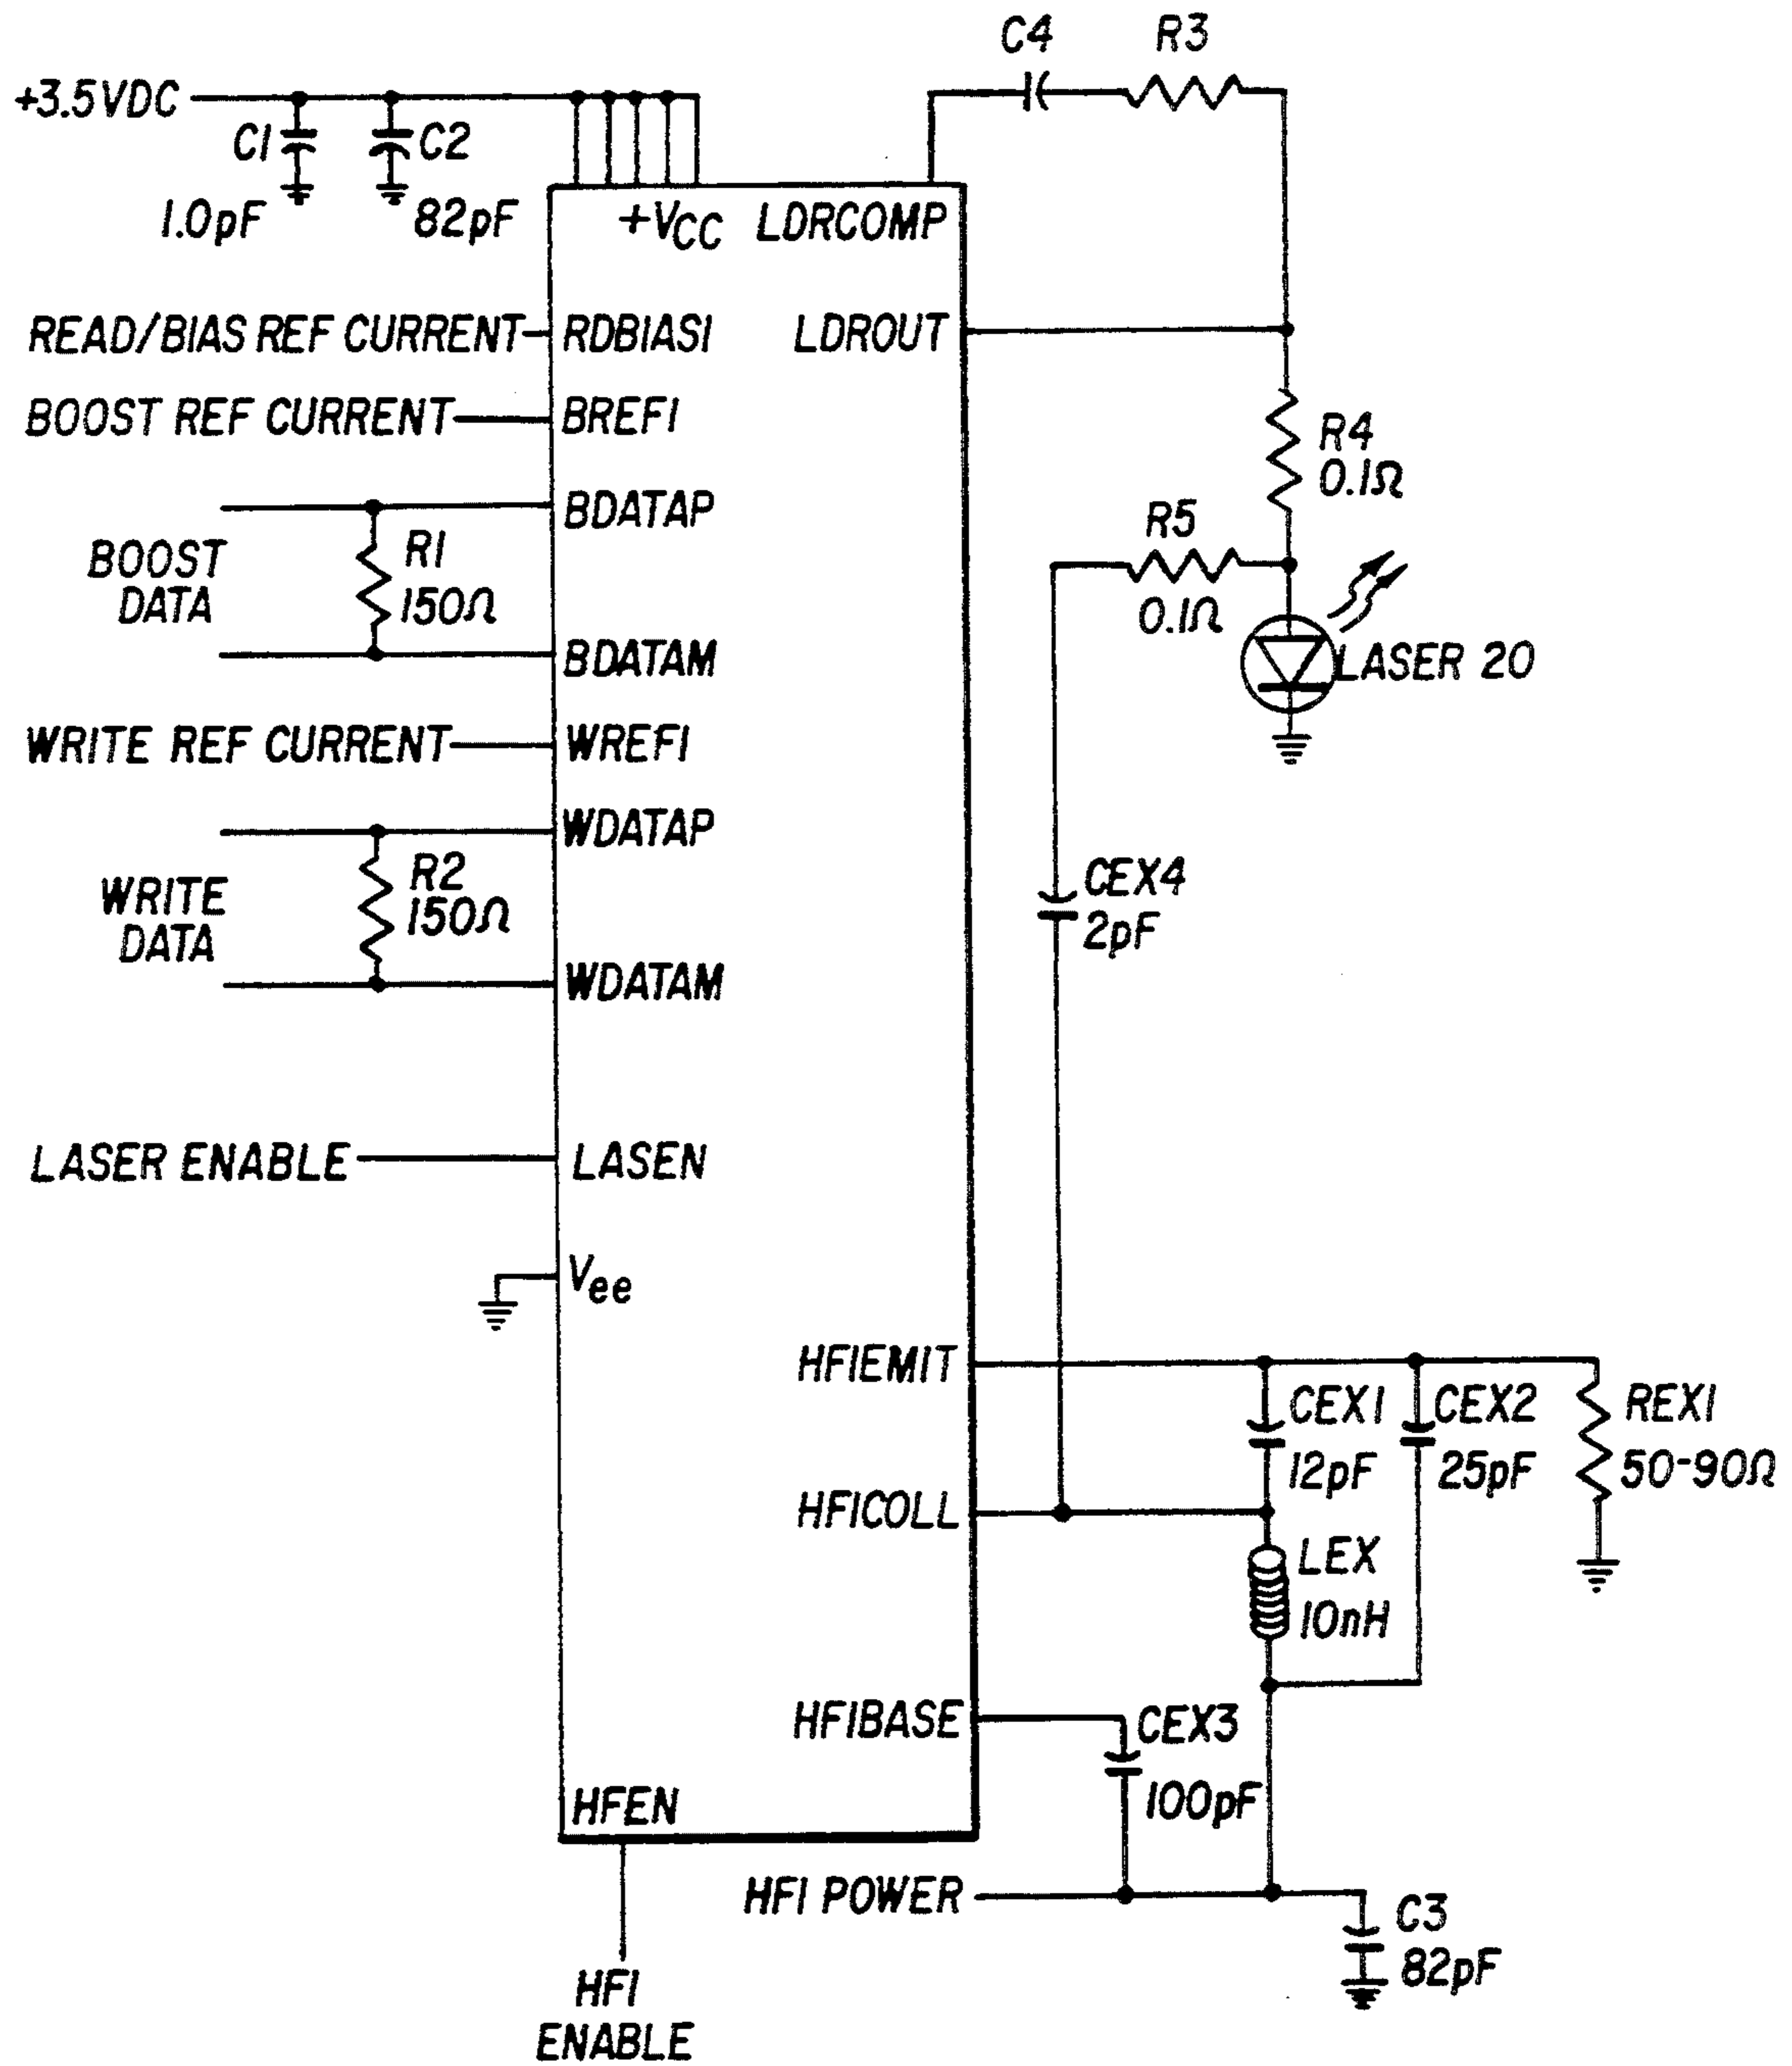 C4
R3
+3.5VDC
C1
C2
1.0pF
82pF
+VCC
LDRCOMP
READ/BIAS REF CURRENT
RDBIASI
LDROUT
BOOST REF CURRENT
BREFI
R4
0.1Ω
BDATAP
R5
0.1Ω
BOOST
DATA
R1
150Ω
BDATAM
LASER 20
WRITE REF CURRENT
WREFI
WDATAP
R2
150Ω
CEX4
2pF
WRITE
DATA
WDATAM
LASER ENABLE
LASEN
Vee
HFIEMIT
CEX1
12pF
CEX2
25pF
REX1
50-90Ω
HFICOLL
LEX
10nH
HFIBASE
CEX3
100pF
HFEN
HFI POWER
C3
82pF
HFI
ENABLE